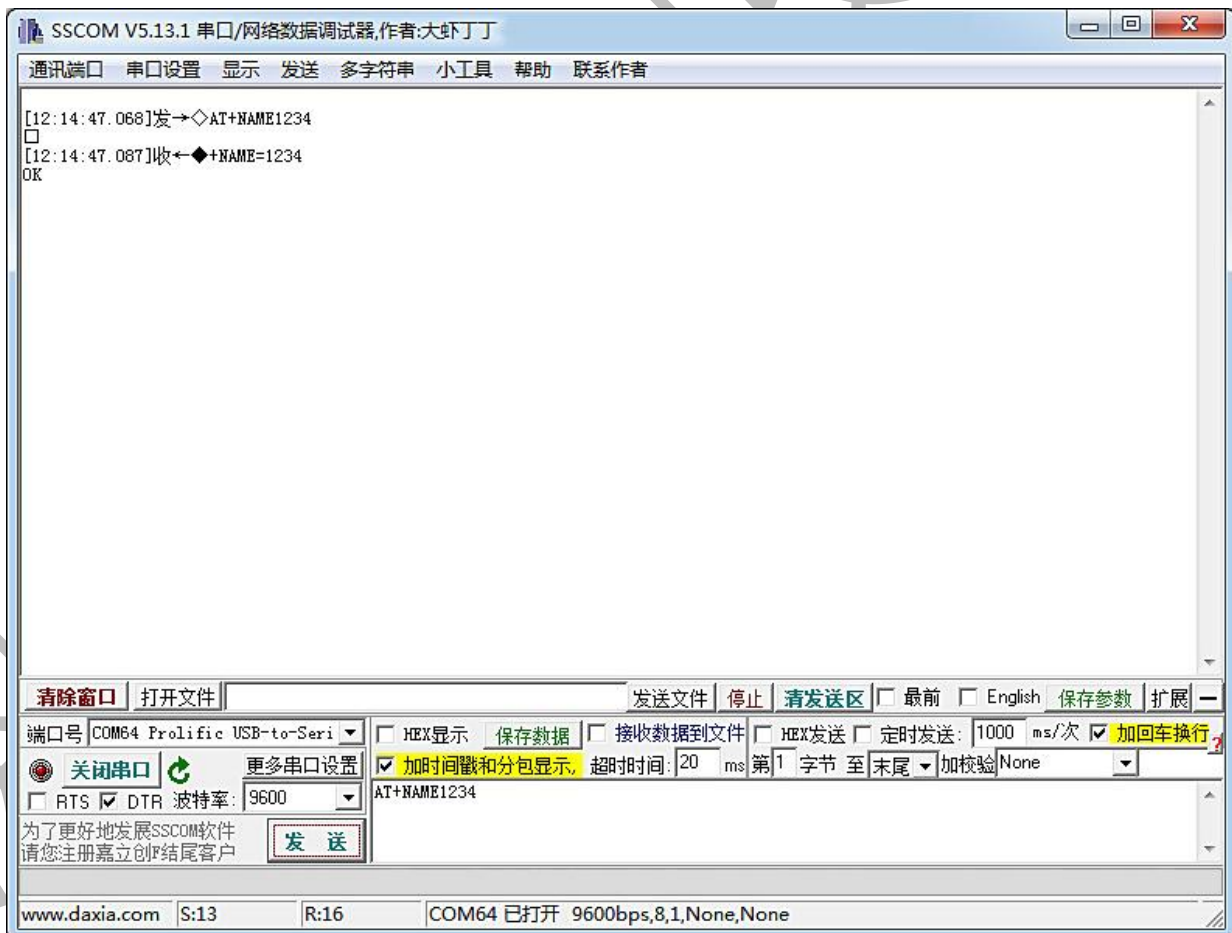 SSCOM V5.13.1 串口/网络数据调试器,作者:大虾丁丁
通讯端口 串口设置 显示 发送 多字符串 小工具 帮助 联系作者
[12:14:47.068]发→◇AT+NAME1234
□
[12:14:47.087]收←◆+NAME=1234
OK
清除窗口 打开文件 发送文件 停止 清发送区 最前 English 保存参数 扩展 —
端口号 COM64 Prolific USB-to-Seri HEX显示 保存数据 接收数据到文件 HEX发送 定时发送: 1000 ms/次 加回车换行 ?
关闭串口 更多串口设置 加时间戳和分包显示, 超时时间: 20 ms 第 1 字节 至 末尾 加校验 None
RTS DTR 波特率: 9600 AT+NAME1234
为了更好地发展SSCOM软件
请您注册嘉立创F结尾客户
发 送
www.daxia.com S:13 R:16 COM64 已打开 9600bps,8,1,None,None